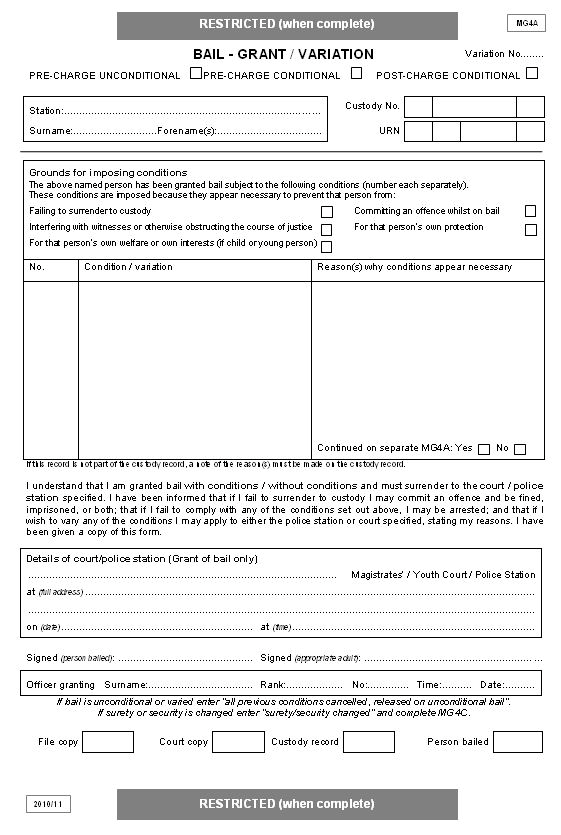 RESTRICTED (when complete)
MG4A
BAIL - GRANT / VARIATION
Variation No........
PRE-CHARGE UNCONDITIONAL PRE-CHARGE CONDITIONAL POST-CHARGE CONDITIONAL
Station:................................................................................
Custody No.
Surname:............................Forename(s):....................................
URN
Grounds for imposing conditions
The above named person has been granted bail subject to the following conditions (number each separately).
These conditions are imposed because they appear necessary to prevent that person from:
Failing to surrender to custody
Committing an offence whilst on bail
Interfering with witnesses or otherwise obstructing the course of justice
For that person's own protection
For that person's own welfare or own interests (if child or young person)
No. Condition / variation Reason(s) why conditions appear necessary
Continued on separate MG4A: Yes No
If this record is not part of the custody record, a note of the reason(s) must be made on the custody record.
I understand that I am granted bail with conditions / without conditions and must surrender to the court / police
station specified. I have been informed that if I fail to surrender to custody I may commit an offence and be fined,
imprisoned, or both; that if I fail to comply with any of the conditions set out above, I may be arrested; and that if I
wish to vary any of the conditions I may apply to either the police station or court specified, stating my reasons. I have
been given a copy of this form.
Details of court/police station (Grant of bail only)
........................................................................................................ Magistrates' / Youth Court / Police Station
at (full address)........................................................................................................................
................................................................................................................................................
on (date)................................................................ at (time)................................................................
Signed (person bailed): ............................................. Signed (appropriate adult): .............................................
Officer granting Surname:............................ Rank:................... No:.............. Time:.......... Date:..........
If bail is unconditional or varied enter "all previous conditions cancelled, released on unconditional bail".
If surety or security is changed enter "surety/security changed" and complete MG4C.
File copy Court copy Custody record Person bailed
2010/11
RESTRICTED (when complete)